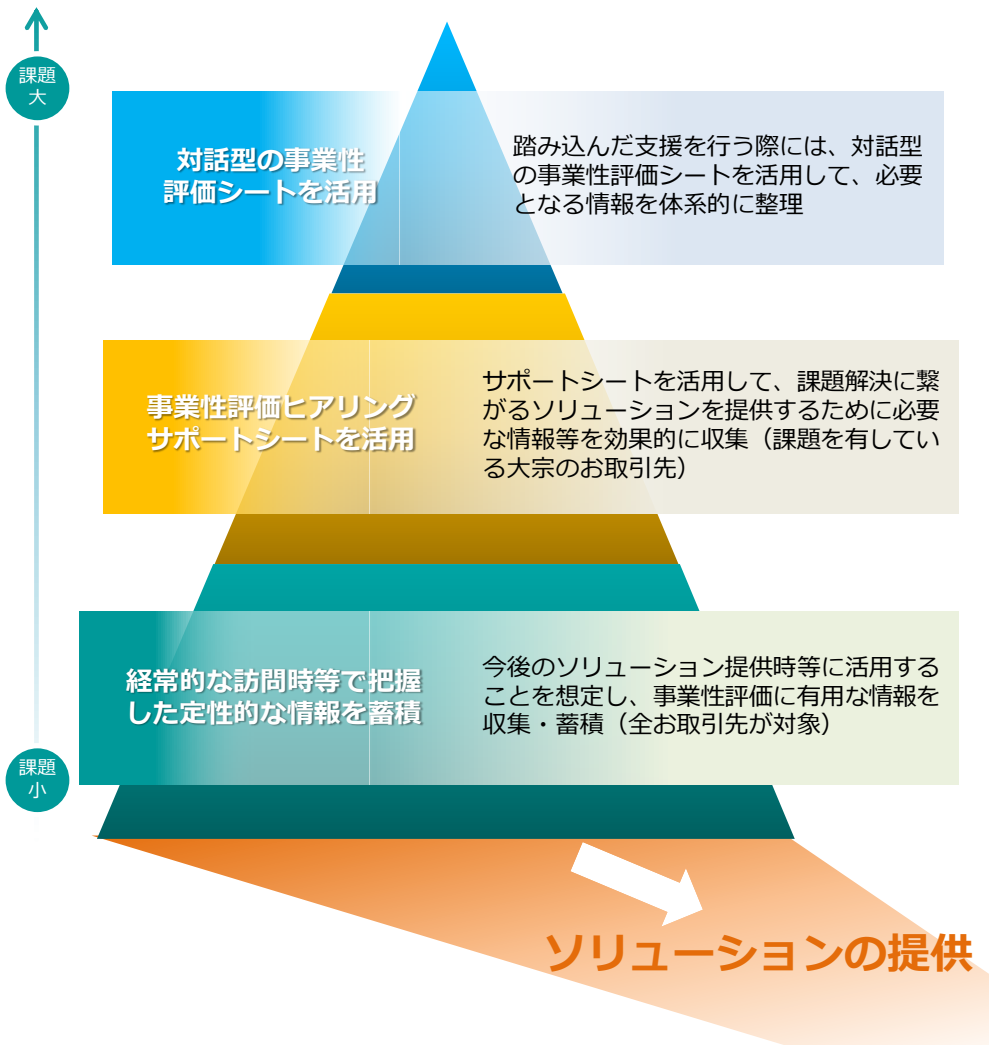 課題
大
対話型の事業性
評価シートを活用
踏み込んだ支援を行う際には、対話型
の事業性評価シートを活用して、必要
となる情報を体系的に整理
事業性評価ヒアリング
サポートシートを活用
サポートシートを活用して、課題解決に繋
がるソリューションを提供するために必要
な情報等を効果的に収集（課題を有してい
る大宗のお取引先）
経常的な訪問時等で把握
した定性的な情報を蓄積
今後のソリューション提供時等に活用する
ことを想定し、事業性評価に有用な情報を
収集・蓄積（全お取引先が対象）
課題
小
ソリューションの提供